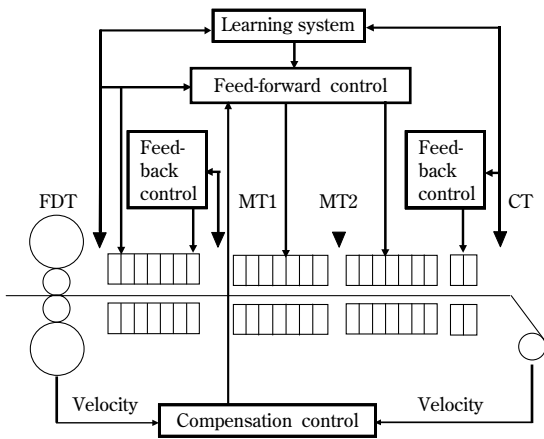 Learning system
Feed-forward control
Feed-
back
control
Feed-
back
control
FDT
MT1
MT2
CT
Velocity
Velocity
Compensation control